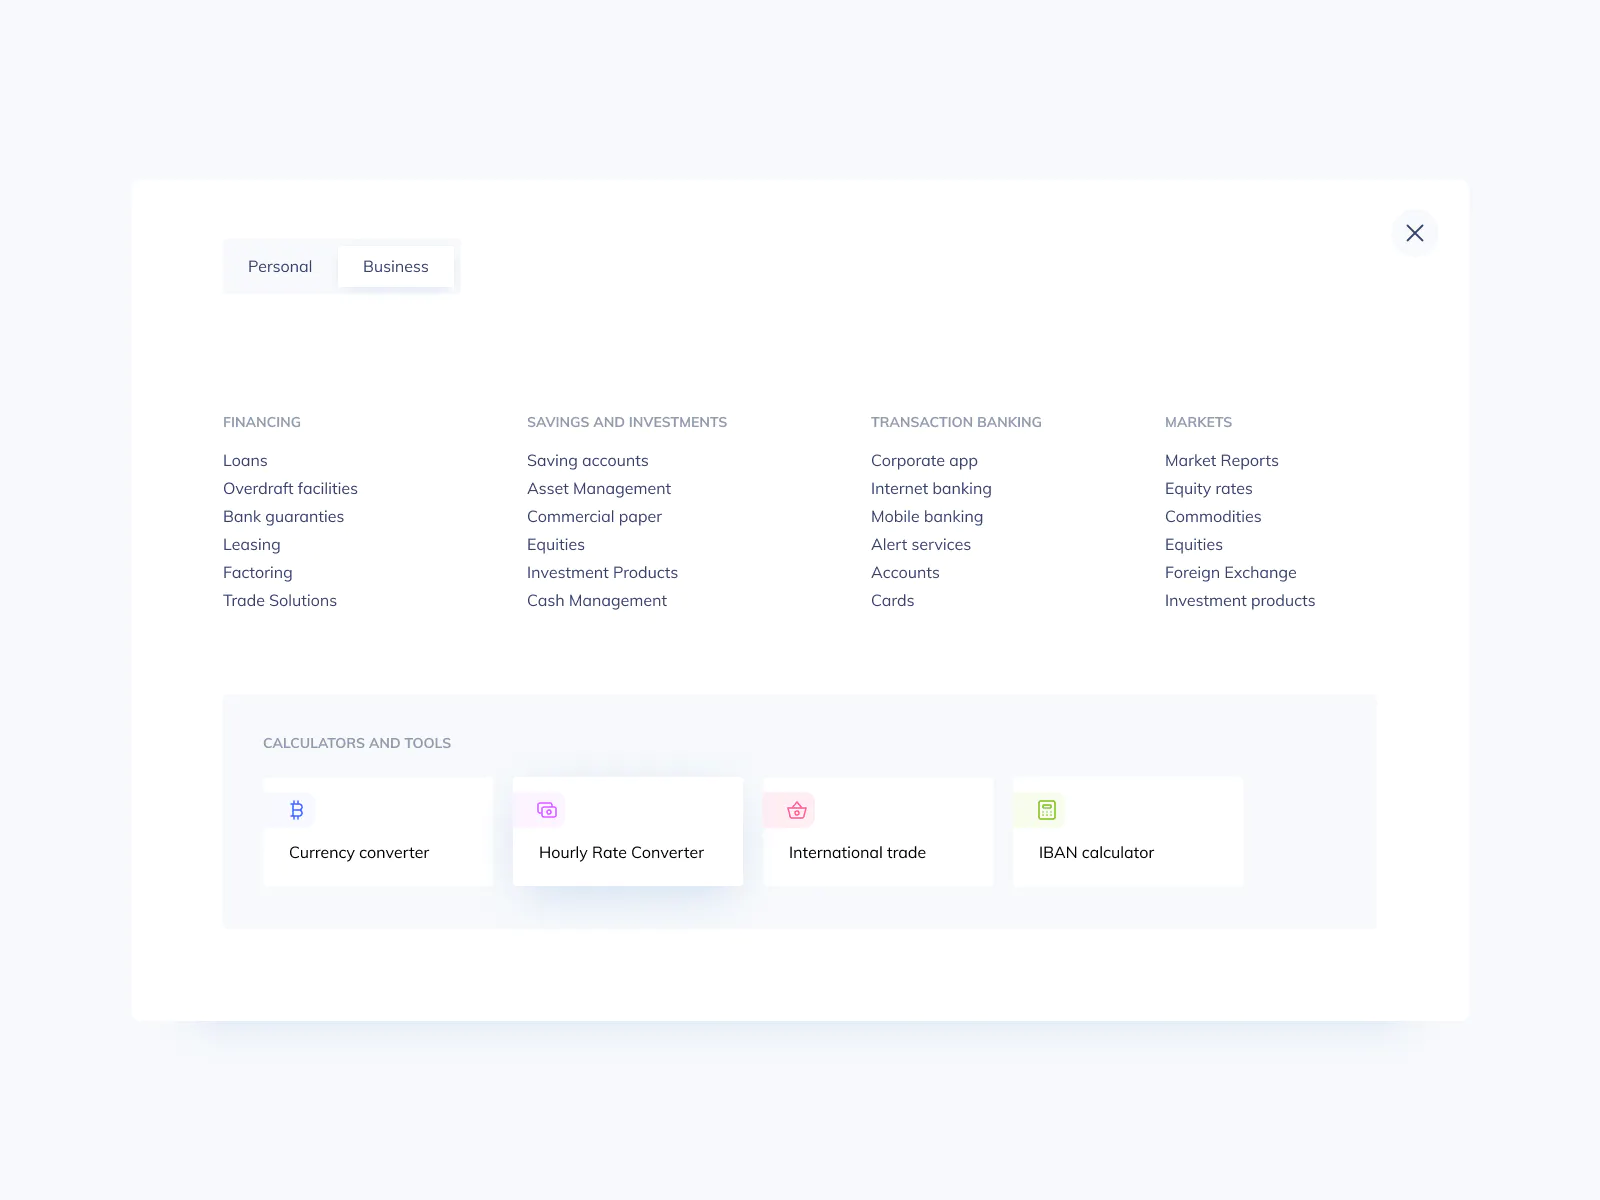 Personal
Business
FINANCING
Loans
Overdraft facilities
Bank guaranties
Leasing
Factoring
Trade Solutions
SAVINGS AND INVESTMENTS
Saving accounts
Asset Management
Commercial paper
Equities
Investment Products
Cash Management
TRANSACTION BANKING
Corporate app
Internet banking
Mobile banking
Alert services
Accounts
Cards
MARKETS
Market Reports
Equity rates
Commodities
Equities
Foreign Exchange
Investment products
CALCULATORS AND TOOLS
Currency converter
Hourly Rate Converter
International trade
IBAN calculator